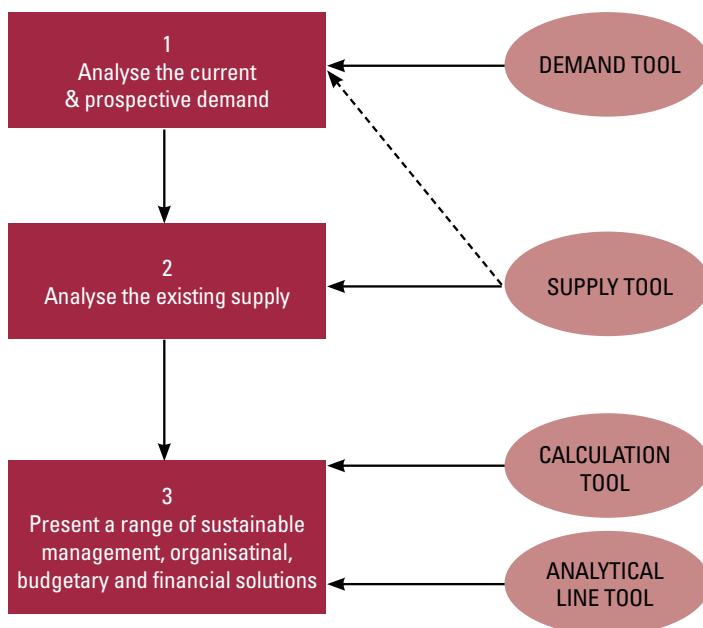 1
Analyse the current
& prospective demand
DEMAND TOOL
2
Analyse the existing supply
SUPPLY TOOL
3
Present a range of sustainable
management, organisatinal,
budgetary and financial solutions
CALCULATION
TOOL
ANALYTICAL
LINE TOOL